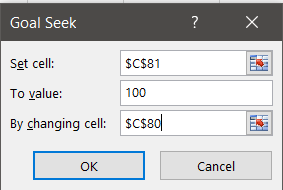 Goal Seek ? ×
Set cell: $C$81
To value: 100
By changing cell: $C$80
OK Cancel